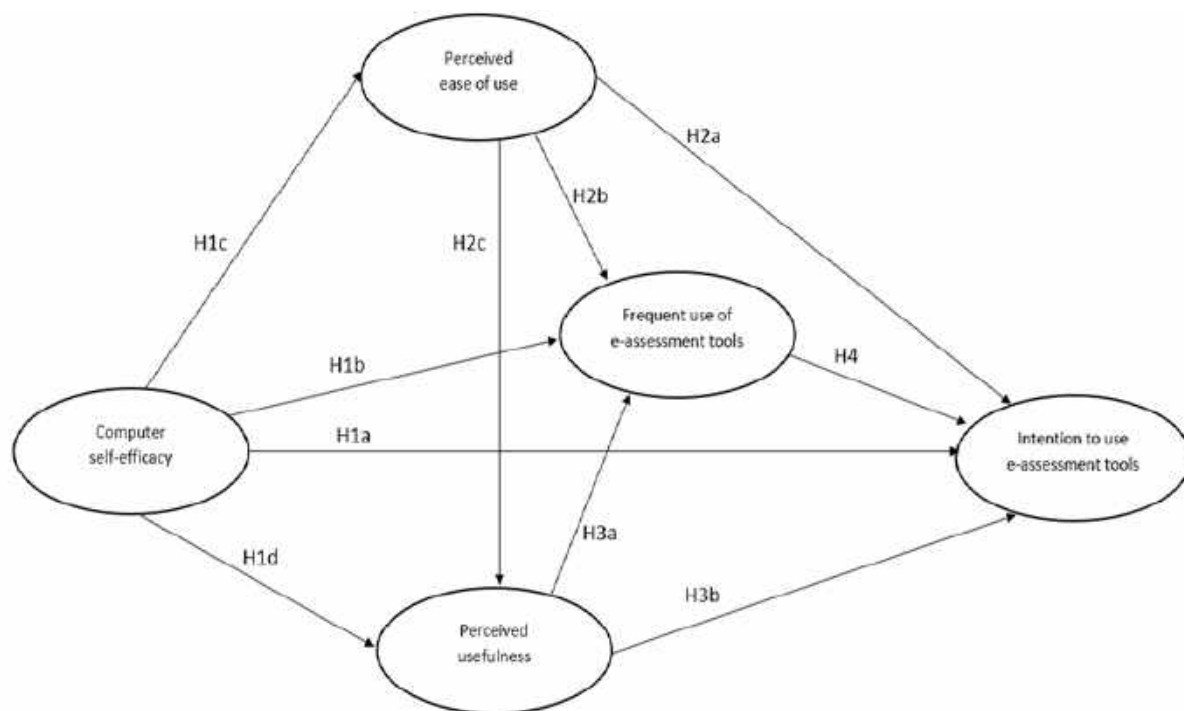 Perceived
ease of use
H2a
H2b
H1c
H2c
Frequent use of
e-assessment tools
H1b
H4
Computer
self-efficacy
H1a
Intention to use
e-assessment tools
H3a
H1d
H3b
Perceived
usefulness